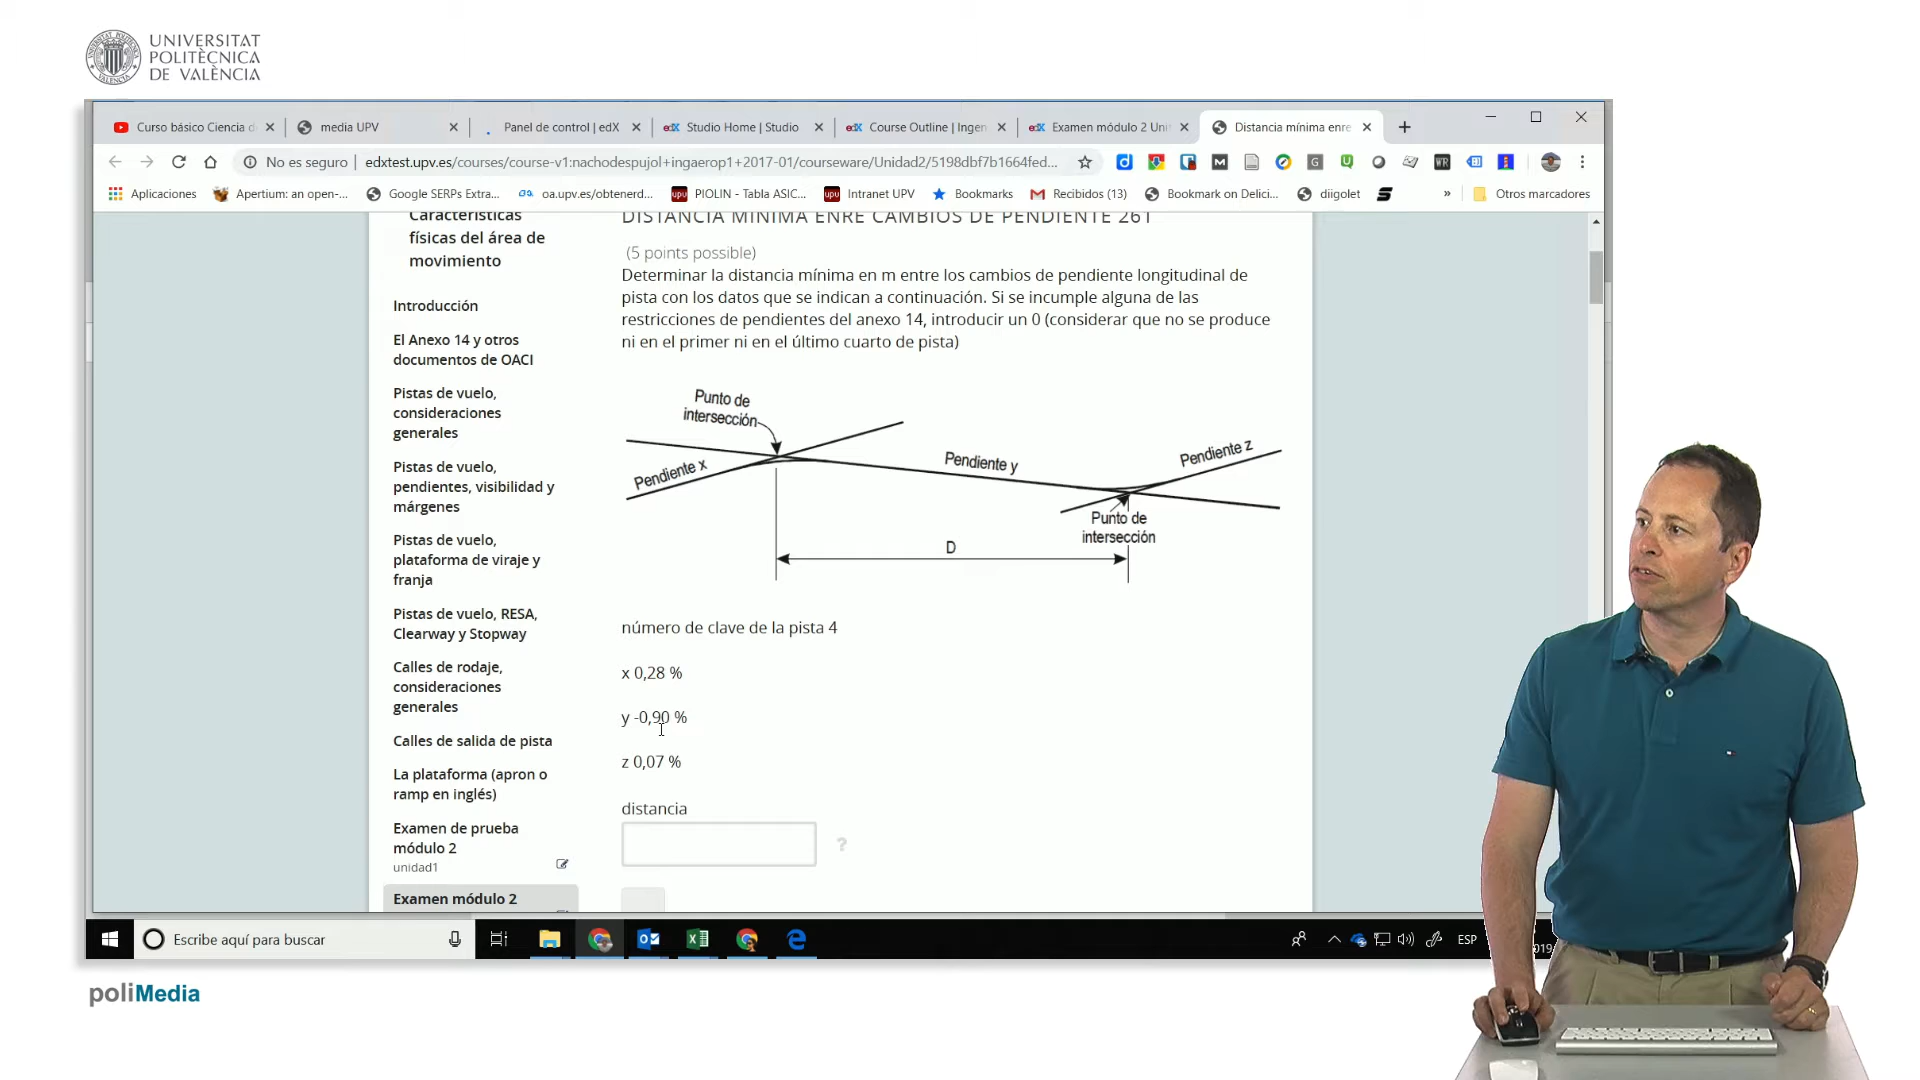 UNIVERSITAT
POLITÈCNICA
DE VALÈNCIA
Curso básico Ciencia d
media UPV
Panel de control | edX
edX Studio Home | Studio
edX Course Outline | Ingen
edX Examen módulo 2 Uni
Distancia mínima enre
No es seguro | edxtest.upv.es/courses/course-v1:nachodespujol+ingaerop1+2017-01/courseware/Unidad2/5198dbf7b1664fed...
Aplicaciones
Apertium: an open-...
Google SERPs Extra...
oa.upv.es/obtenerd...
PIOLIN - Tabla ASIC...
Intranet UPV
Bookmarks
Recibidos (13)
Bookmark on Delici...
diigolet
»
Otros marcadores
Características
físicas del área de
movimiento
Introducción
El Anexo 14 y otros
documentos de OACI
Pistas de vuelo,
consideraciones
generales
Pistas de vuelo,
pendientes, visibilidad y
márgenes
Pistas de vuelo,
plataforma de viraje y
franja
Pistas de vuelo, RESA,
Clearway y Stopway
Calles de rodaje,
consideraciones
generales
Calles de salida de pista
La plataforma (apron o
ramp en inglés)
Examen de prueba
módulo 2
unidad1
Examen módulo 2
DISTANCIA MÍNIMA ENRE CAMBIOS DE PENDIENTE 261
(5 points possible)
Determinar la distancia mínima en m entre los cambios de pendiente longitudinal de
pista con los datos que se indican a continuación. Si se incumple alguna de las
restricciones de pendientes del anexo 14, introducir un 0 (considerar que no se produce
ni en el primer ni en el último cuarto de pista)
Punto de
intersección
Pendiente x
Pendiente y
Pendiente z
Punto de
intersección
D
número de clave de la pista 4
x 0,28 %
y -0,90 %
z 0,07 %
distancia
?
Escribe aquí para buscar
ESP
poliMedia